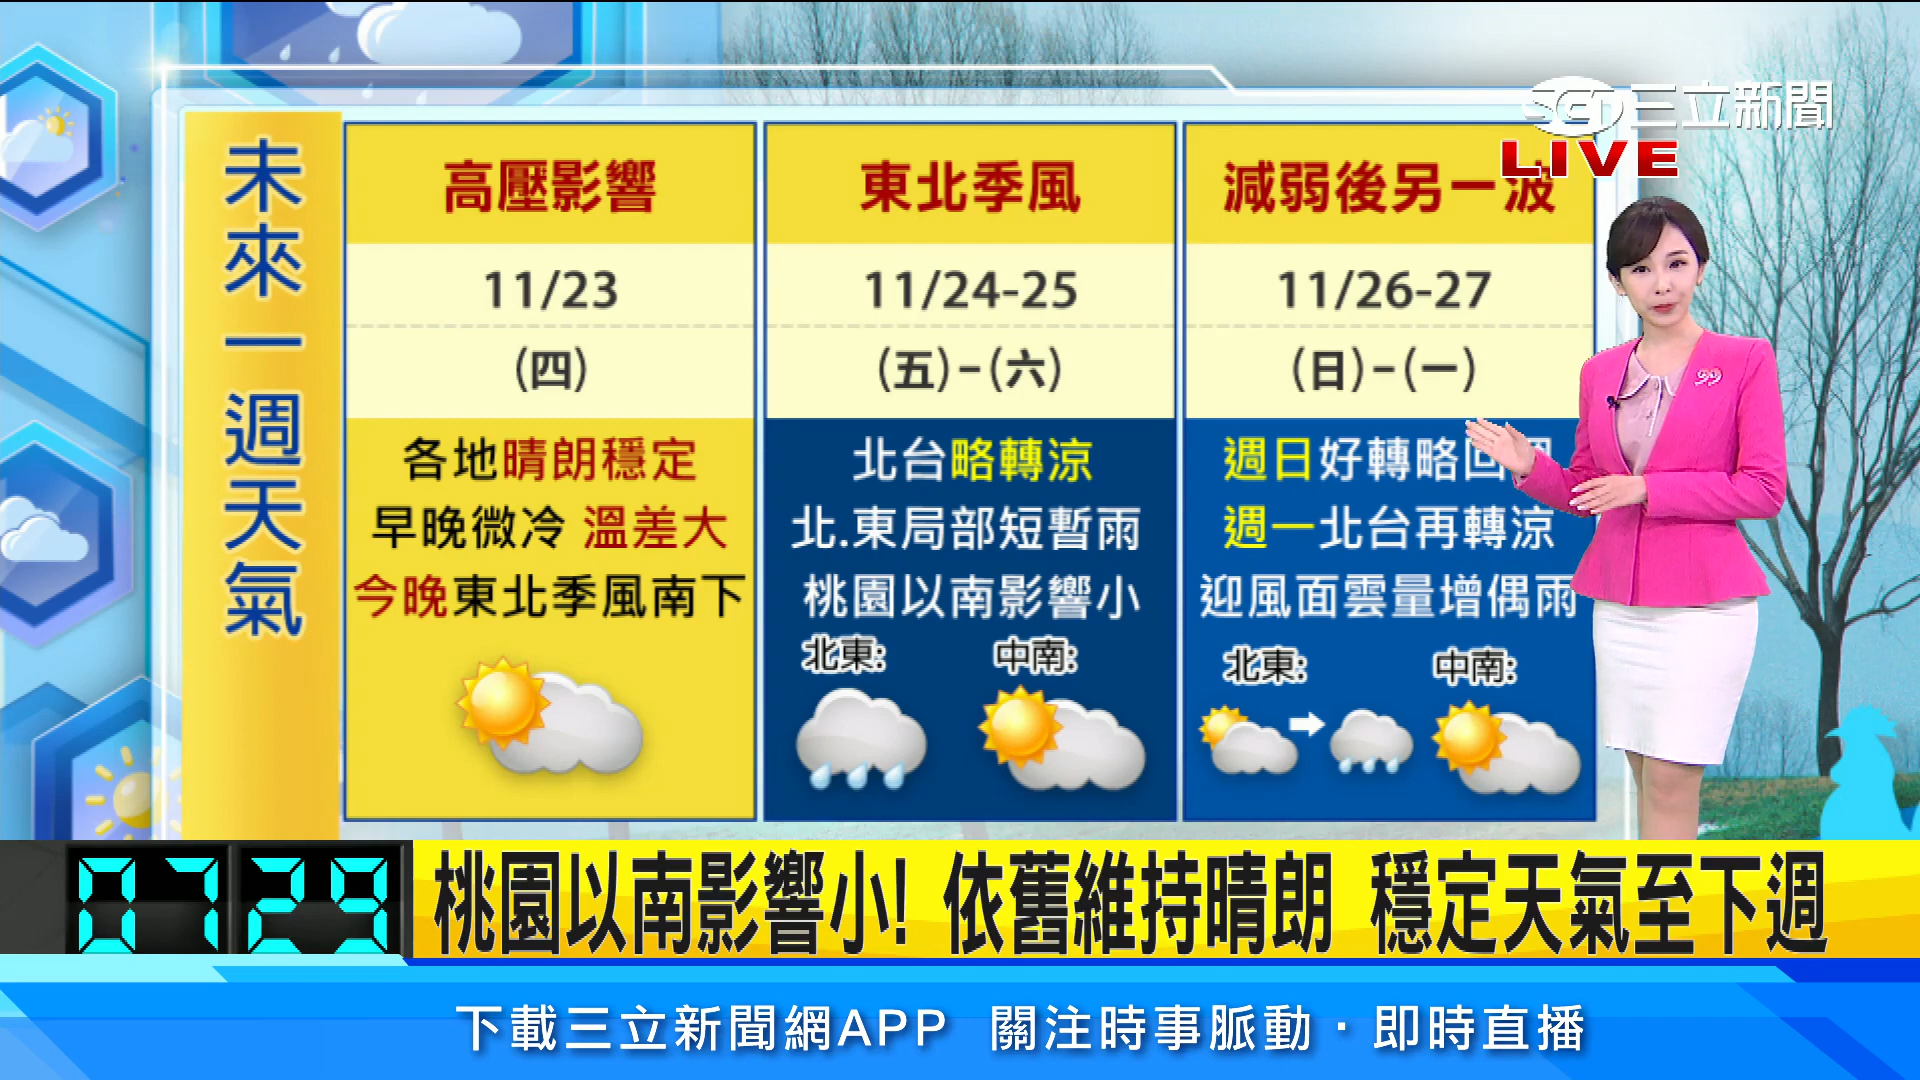 SET三立新聞
LIVE
未來一週天氣
高壓影響
11/23
(四)
各地晴朗穩定
早晚微冷 溫差大
今晚東北季風南下
東北季風
11/24-25
(五)-(六)
北台略轉涼
北.東局部短暫雨
桃園以南影響小
北東:
中南:
減弱後另一波
11/26-27
(日)-(一)
週日好轉略回
週一北台再轉涼
迎風面雲量增偶雨
北東:
中南:
99
0729
桃園以南影響小! 依舊維持晴朗 穩定天氣至下週
下載三立新聞網APP 關注時事脈動·即時直播